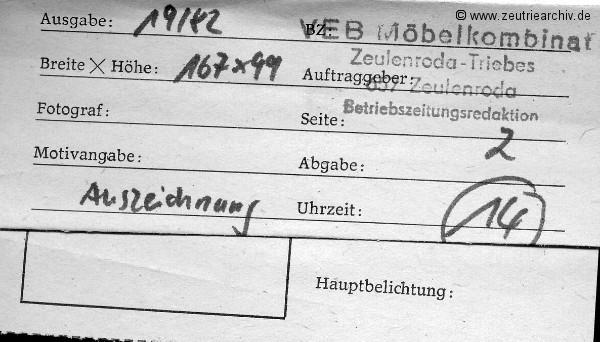 © www.zeutriearchiv.de
Ausgabe: 19/82 BZ: VEB Möbelkombinat
Zeulenroda-Triebes
Breite X Höhe: 167 x 99 Auftraggeber: 657 Zeulenroda
Betriebszeitungsredaktion
Fotograf: Seite: 2
Motivangabe: Abgabe:
Auszeichnung Uhrzeit: 14
Hauptbelichtung: